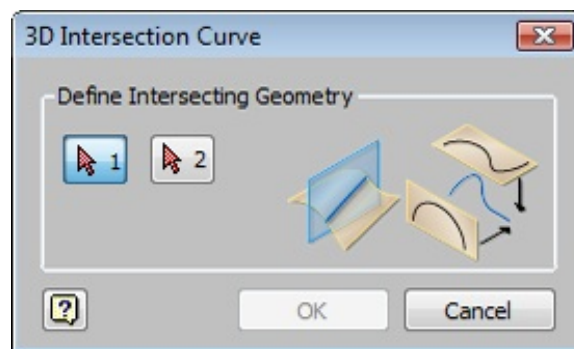 3D Intersection Curve
Define Intersecting Geometry
1 2
? OK Cancel